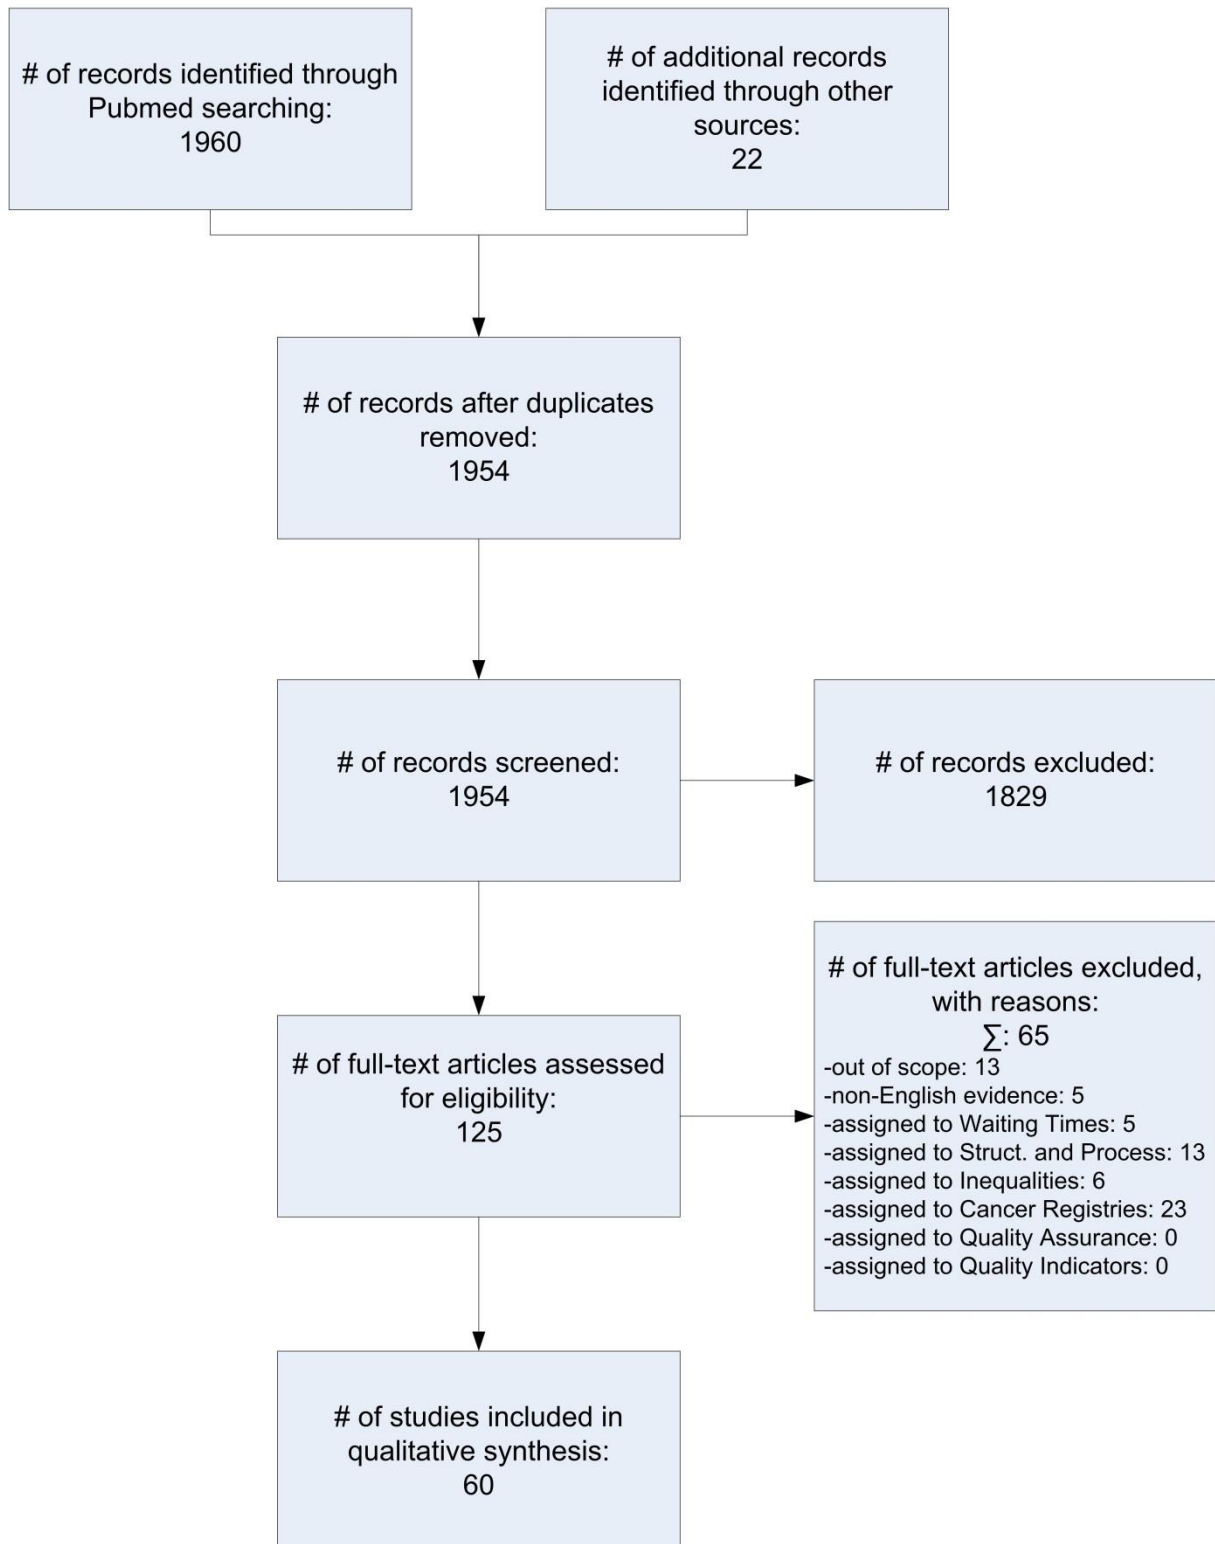 # of records identified through
Pubmed searching:
1960
# of additional records
identified through other
sources:
22
# of records after duplicates
removed:
1954
# of records screened:
1954
# of records excluded:
1829
# of full-text articles assessed
for eligibility:
125
# of full-text articles excluded,
with reasons:
∑: 65
-out of scope: 13
-non-English evidence: 5
-assigned to Waiting Times: 5
-assigned to Struct. and Process: 13
-assigned to Inequalities: 6
-assigned to Cancer Registries: 23
-assigned to Quality Assurance: 0
-assigned to Quality Indicators: 0
# of studies included in
qualitative synthesis:
60